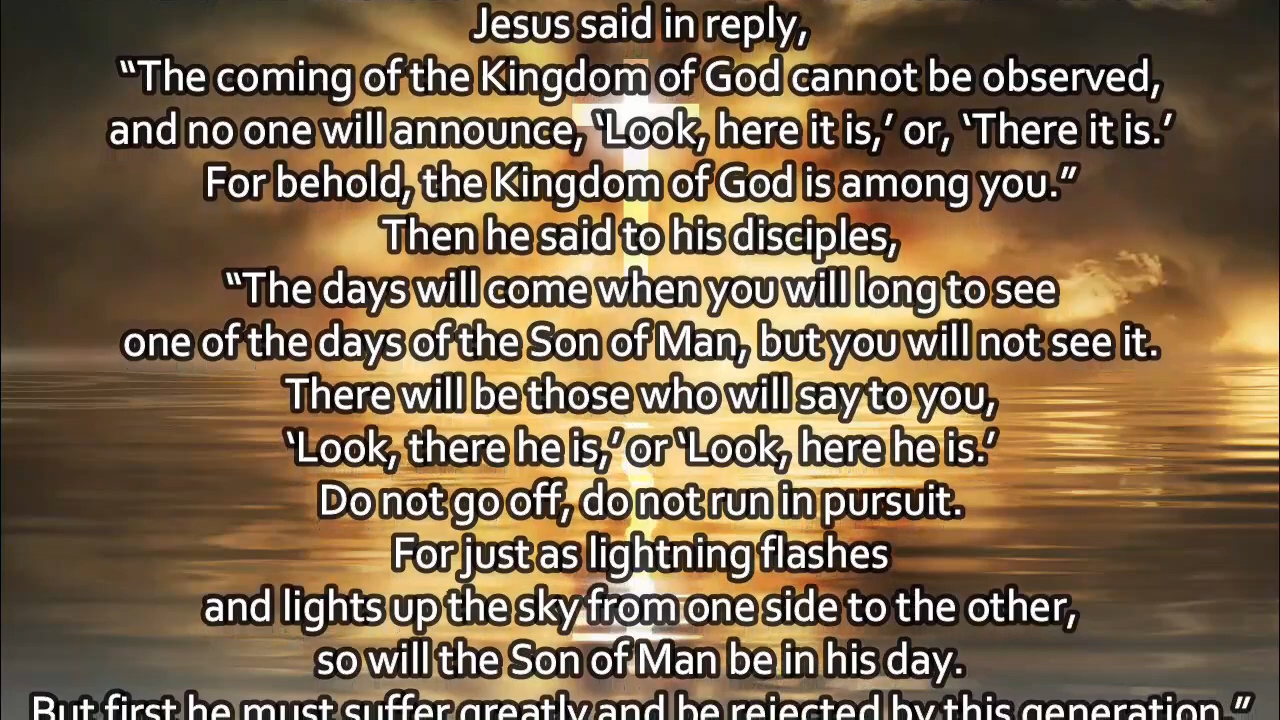 Jesus said in reply,
“The coming of the Kingdom of God cannot be observed,
and no one will announce, ‘Look, here it is,’ or, ‘There it is.’
For behold, the Kingdom of God is among you.”
Then he said to his disciples,
“The days will come when you will long to see
one of the days of the Son of Man, but you will not see it.
There will be those who will say to you,
‘Look, there he is,’ or ‘Look, here he is.’
Do not go off, do not run in pursuit.
For just as lightning flashes
and lights up the sky from one side to the other,
so will the Son of Man be in his day.
But first he must suffer greatly and be rejected by this generation.”